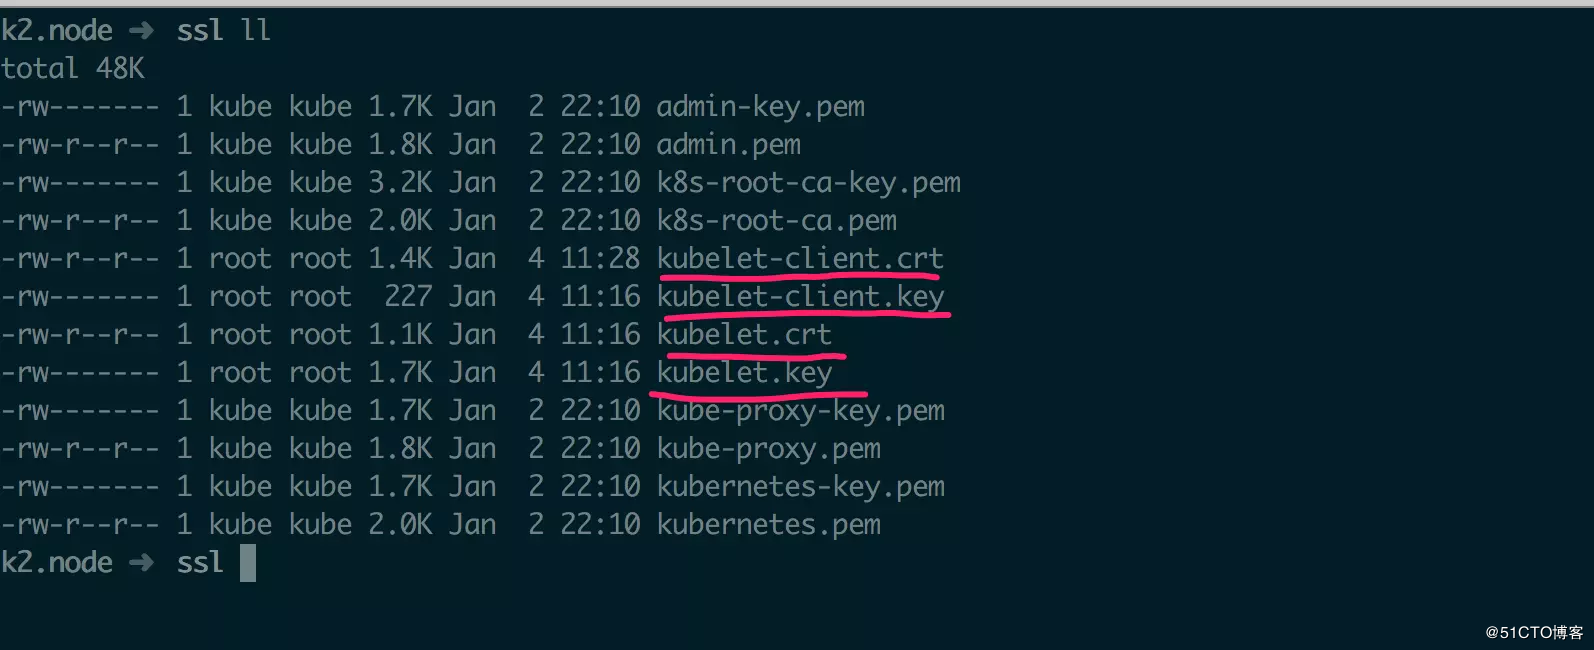 k2.node ➜  ssl ll
total 48K
-rw------- 1 kube kube 1.7K Jan  2 22:10 admin-key.pem
-rw-r--r-- 1 kube kube 1.8K Jan  2 22:10 admin.pem
-rw------- 1 kube kube 3.2K Jan  2 22:10 k8s-root-ca-key.pem
-rw-r--r-- 1 kube kube 2.0K Jan  2 22:10 k8s-root-ca.pem
-rw-r--r-- 1 root root 1.4K Jan  4 11:28 kubelet-client.crt
-rw------- 1 root root  227 Jan  4 11:16 kubelet-client.key
-rw-r--r-- 1 root root 1.1K Jan  4 11:16 kubelet.crt
-rw------- 1 root root 1.7K Jan  4 11:16 kubelet.key
-rw------- 1 kube kube 1.7K Jan  2 22:10 kube-proxy-key.pem
-rw-r--r-- 1 kube kube 1.8K Jan  2 22:10 kube-proxy.pem
-rw------- 1 kube kube 1.7K Jan  2 22:10 kubernetes-key.pem
-rw-r--r-- 1 kube kube 2.0K Jan  2 22:10 kubernetes.pem
k2.node ➜  ssl
@51CTO博客